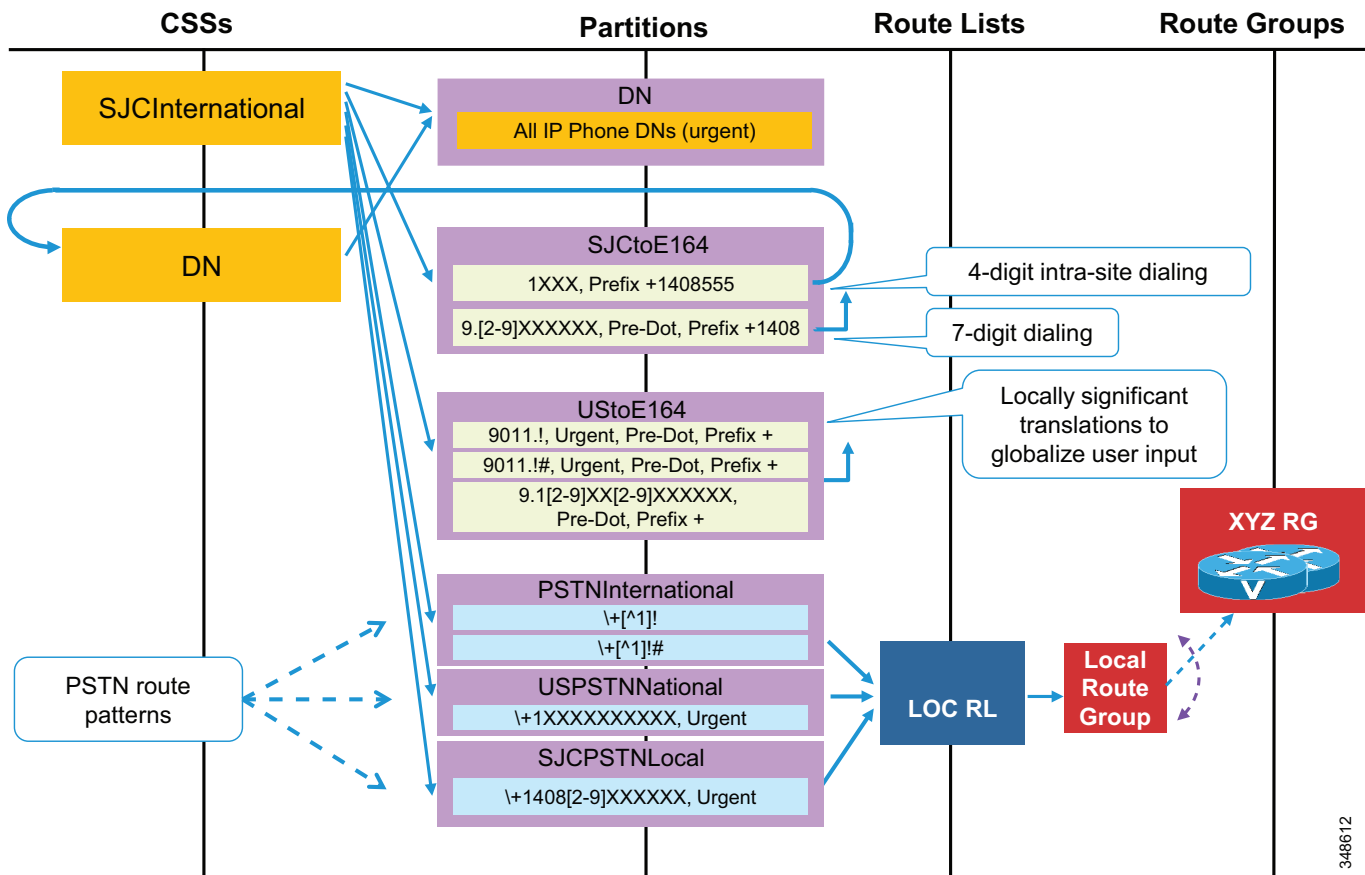 CSSs
Partitions
Route Lists
Route Groups
SJCInternational
DN
All IP Phone DNs (urgent)
DN
SJCtoE164
1XXX, Prefix +1408555
9.[2-9]XXXXXX, Pre-Dot, Prefix +1408
4-digit intra-site dialing
7-digit dialing
UStoE164
9011.!, Urgent, Pre-Dot, Prefix +
9011.!#, Urgent, Pre-Dot, Prefix +
9.1[2-9]XX[2-9]XXXXXX,
Pre-Dot, Prefix +
Locally significant
translations to
globalize user input
XYZ RG
V
PSTN route
patterns
PSTNInternational
\+[^1]!
\+[^1]!#
USPSTNNational
\+1XXXXXXXXXX, Urgent
SJCPSTNLocal
\+1408[2-9]XXXXXX, Urgent
LOC RL
Local
Route
Group
348612